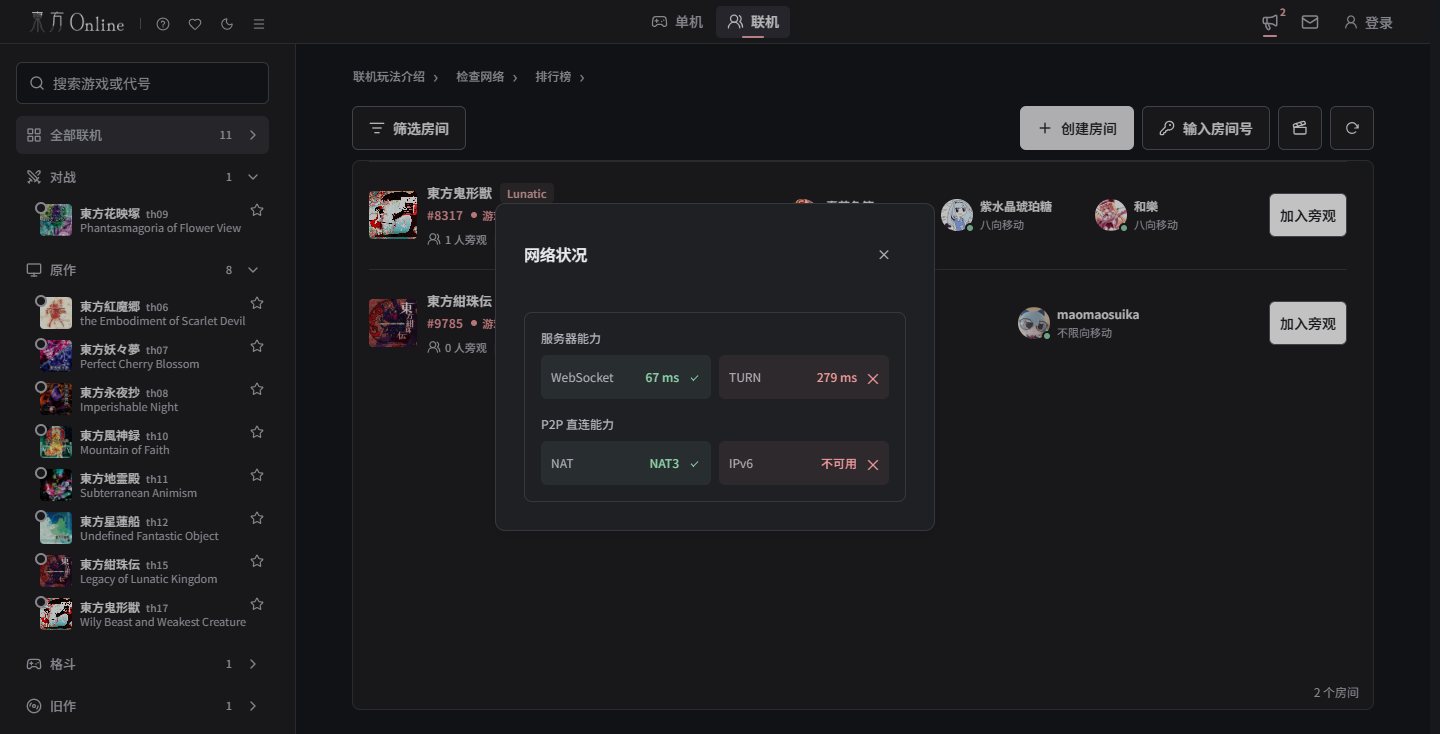 東方Online
单机
联机
2
登录
搜索游戏或代号
全部联机 11
对战 1
東方花映塚 th09
Phantasmagoria of Flower View
原作 8
東方紅魔郷 th06
the Embodiment of Scarlet Devil
東方妖々夢 th07
Perfect Cherry Blossom
東方永夜抄 th08
Imperishable Night
東方風神録 th10
Mountain of Faith
東方地霊殿 th11
Subterranean Animism
東方星蓮船 th12
Undefined Fantastic Object
東方紺珠伝 th15
Legacy of Lunatic Kingdom
東方鬼形獣 th17
Wily Beast and Weakest Creature
格斗 1
旧作 1
联机玩法介绍 › 检查网络 › 排行榜 ›
筛选房间
创建房间
输入房间号
東方鬼形獣 Lunatic
#8317 ● 游
1 人旁观
紫水晶琥珀糖
八向移动
和樂
八向移动
加入旁观
東方紺珠伝
#9785 ● 游
0 人旁观
maomaosuika
不限向移动
加入旁观
网络状况
服务器能力
WebSocket 67 ms
TURN 279 ms
P2P 直连能力
NAT NAT3
IPv6 不可用
2 个房间